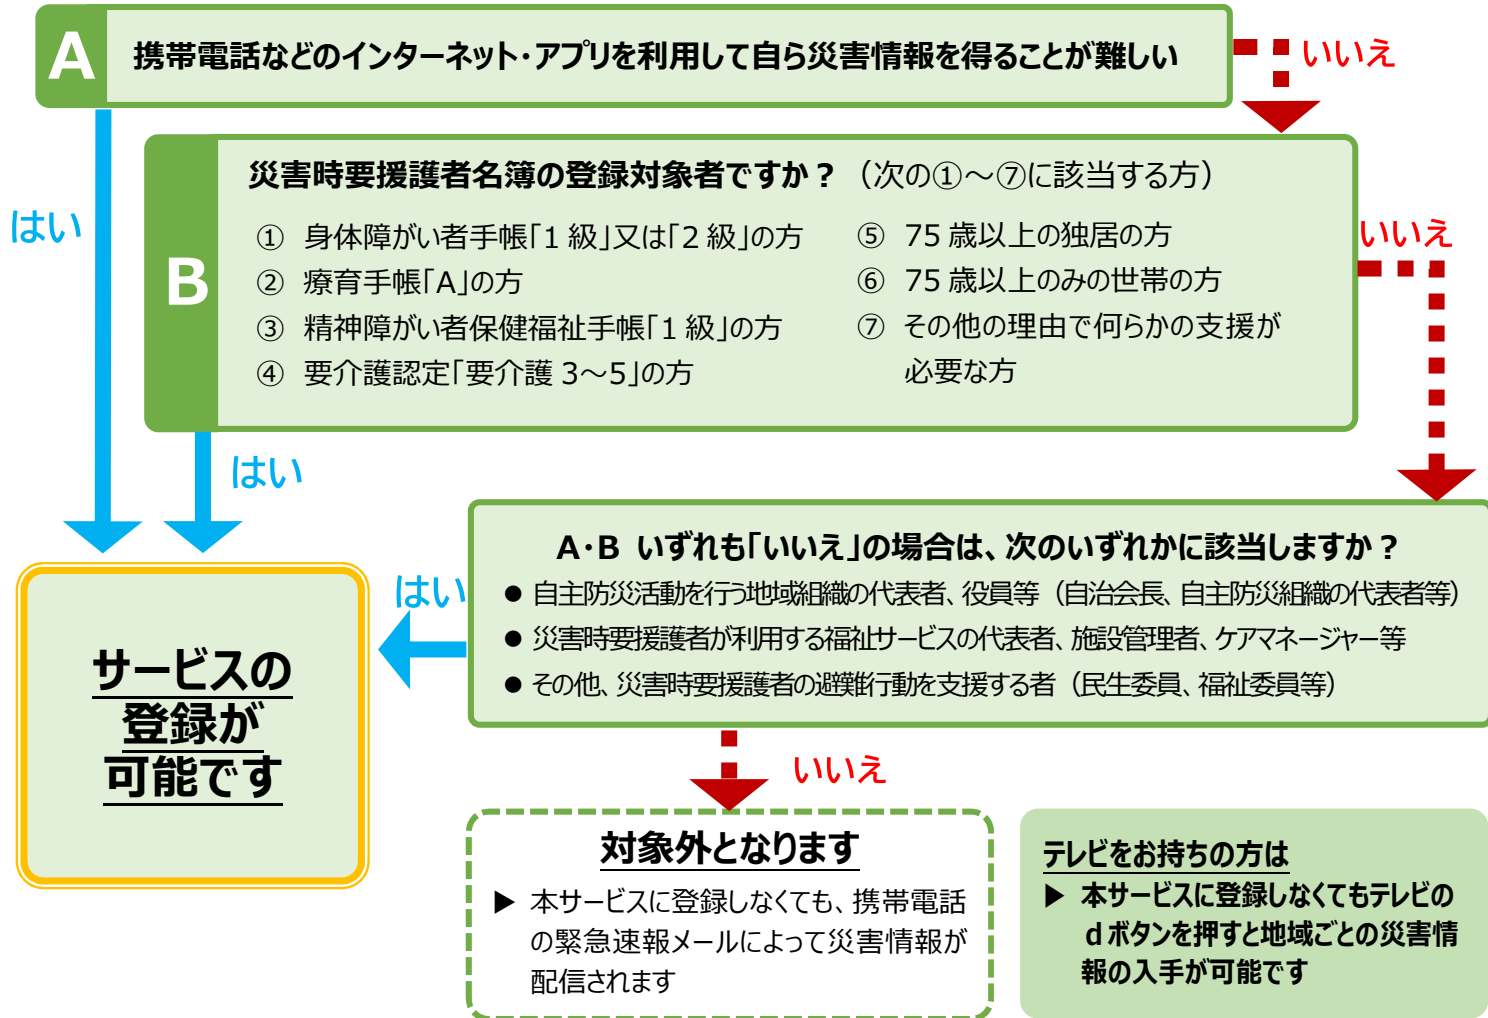 A 携帯電話などのインターネット・アプリを利用して自ら災害情報を得ることが難しい
いいえ
はい
B
災害時要援護者名簿の登録対象者ですか？（次の①～⑦に該当する方）
① 身体障がい者手帳「1級」又は「2級」の方
② 療育手帳「A」の方
③ 精神障がい者保健福祉手帳「1級」の方
④ 要介護認定「要介護3～5」の方
⑤ 75歳以上の独居の方
⑥ 75歳以上のみの世帯の方
⑦ その他の理由で何らかの支援が
必要な方
いいえ
はい
A・B いずれも「いいえ」の場合は、次のいずれかに該当しますか？
● 自主防災活動を行う地域組織の代表者、役員等（自治会長、自主防災組織の代表者等）
● 災害時要援護者が利用する福祉サービスの代表者、施設管理者、ケアマネージャー等
● その他、災害時要援護者の避難行動を支援する者（民生委員、福祉委員等）
はい
サービスの
登録が
可能です
いいえ
対象外となります
▶ 本サービスに登録しなくても、携帯電話
の緊急速報メールによって災害情報が
配信されます
テレビをお持ちの方は
▶ 本サービスに登録しなくてもテレビの
dボタンを押すと地域ごとの災害情
報の入手が可能です